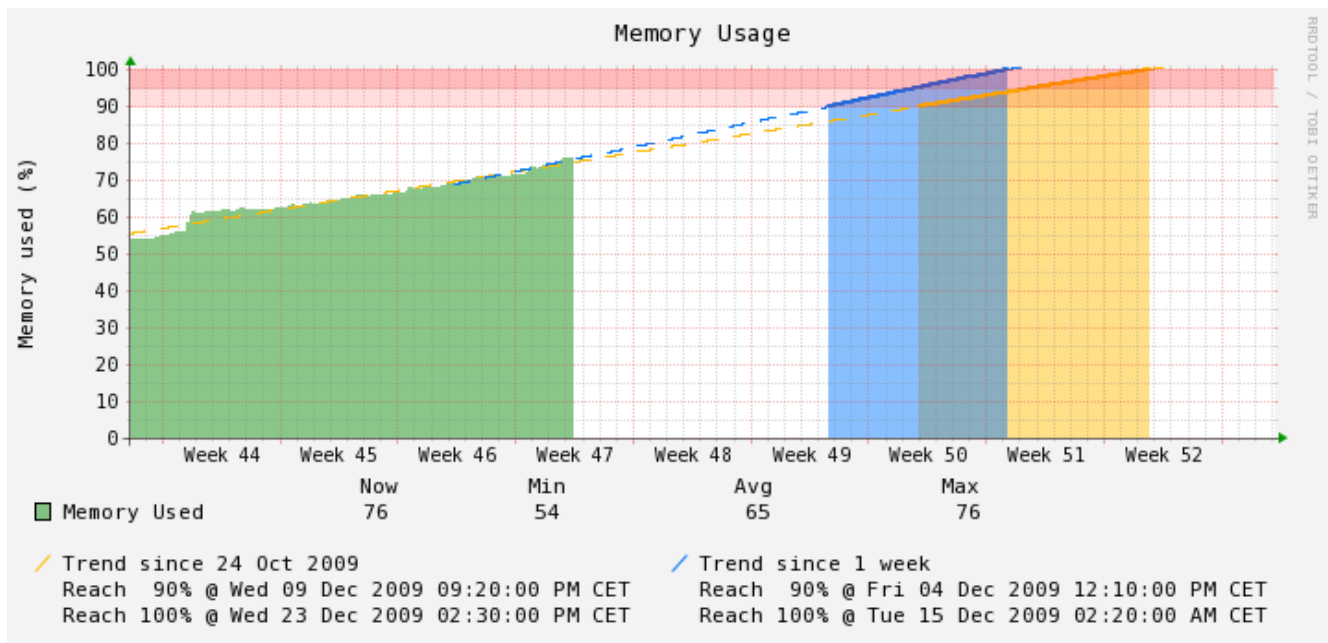 Memory Usage
RRDTOOL / TOBI OETIKER
Memory used (%)
100
90
80
70
60
50
40
30
20
10
0
Week 44 Week 45 Week 46 Week 47 Week 48 Week 49 Week 50 Week 51 Week 52
Now Min Avg Max
Memory Used 76 54 65 76
Trend since 24 Oct 2009 Trend since 1 week
Reach 90% @ Wed 09 Dec 2009 09:20:00 PM CET Reach 90% @ Fri 04 Dec 2009 12:10:00 PM CET
Reach 100% @ Wed 23 Dec 2009 02:30:00 PM CET Reach 100% @ Tue 15 Dec 2009 02:20:00 AM CET